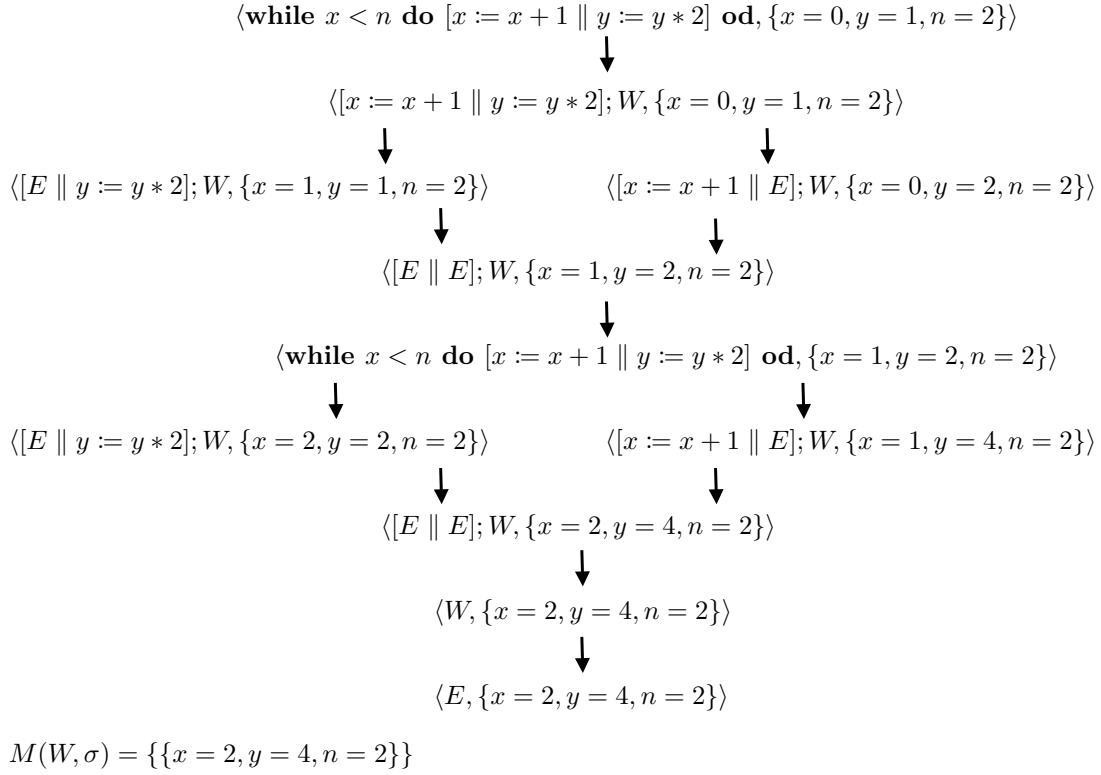 ⟨while x < n do [x := x + 1 ∥ y := y ∗ 2] od, {x = 0, y = 1, n = 2}⟩
⟨[x := x + 1 ∥ y := y ∗ 2]; W, {x = 0, y = 1, n = 2}⟩
⟨[E ∥ y := y ∗ 2]; W, {x = 1, y = 1, n = 2}⟩ ⟨[x := x + 1 ∥ E]; W, {x = 0, y = 2, n = 2}⟩
⟨[E ∥ E]; W, {x = 1, y = 2, n = 2}⟩
⟨while x < n do [x := x + 1 ∥ y := y ∗ 2] od, {x = 1, y = 2, n = 2}⟩
⟨[E ∥ y := y ∗ 2]; W, {x = 2, y = 2, n = 2}⟩ ⟨[x := x + 1 ∥ E]; W, {x = 1, y = 4, n = 2}⟩
⟨[E ∥ E]; W, {x = 2, y = 4, n = 2}⟩
⟨W, {x = 2, y = 4, n = 2}⟩
⟨E, {x = 2, y = 4, n = 2}⟩
M(W, σ) = {{x = 2, y = 4, n = 2}}